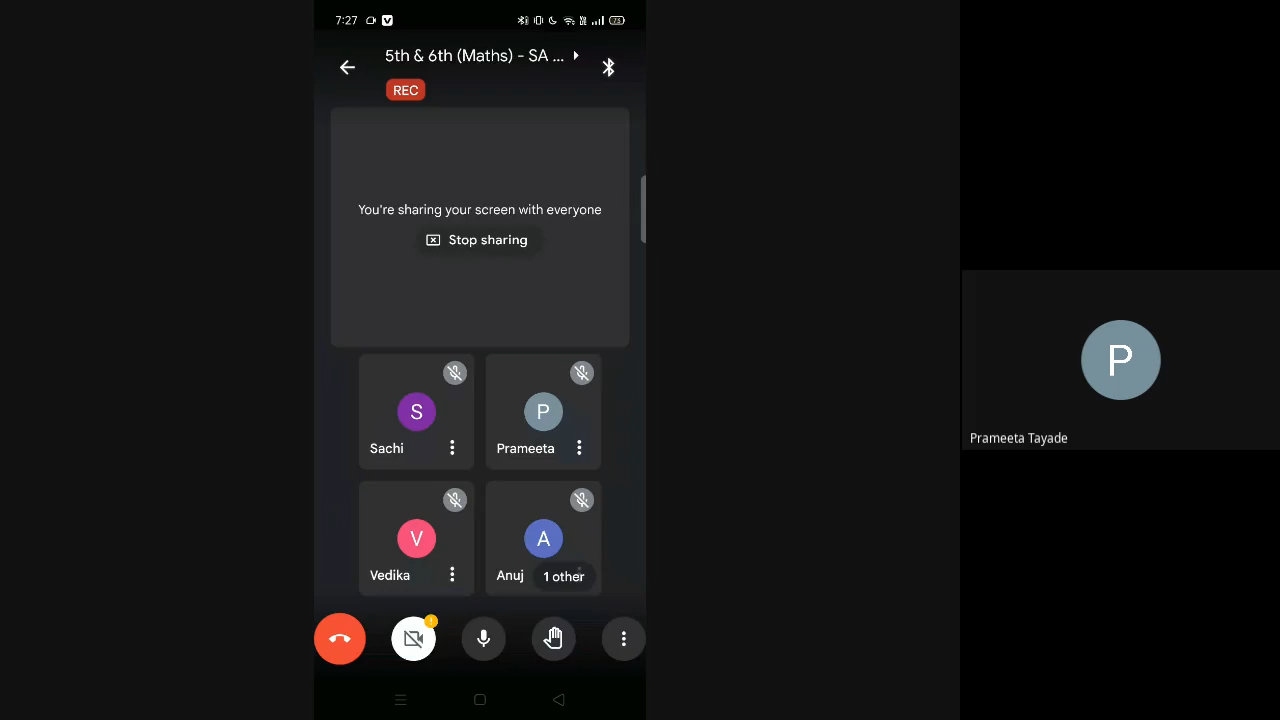 7:27
5th & 6th (Maths) - SA ...
REC
You're sharing your screen with everyone
Stop sharing
S
Sachi
P
Prameeta
V
Vedika
A
Anuj
1 other
P
Prameeta Tayade